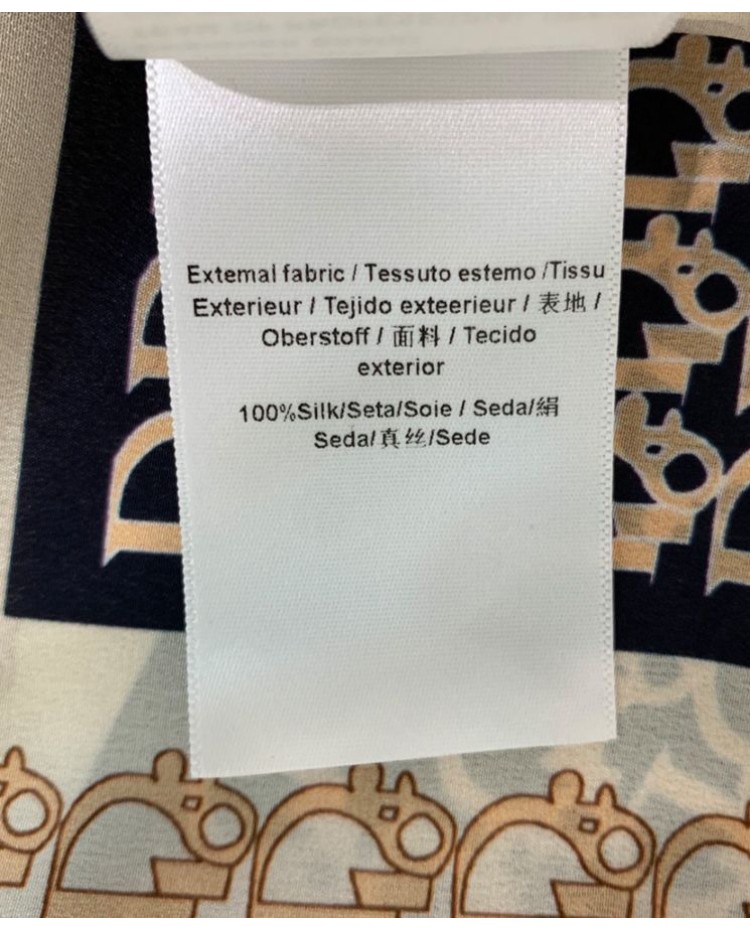 Extemal fabric / Tessuto estemo /Tissu
Exterieur / Tejido exteerieur / 表地 /
Oberstoff / 面料 / Tecido
exterior
100%Silk/Seta/Soie / Seda/絹
Seda/真丝/Sede